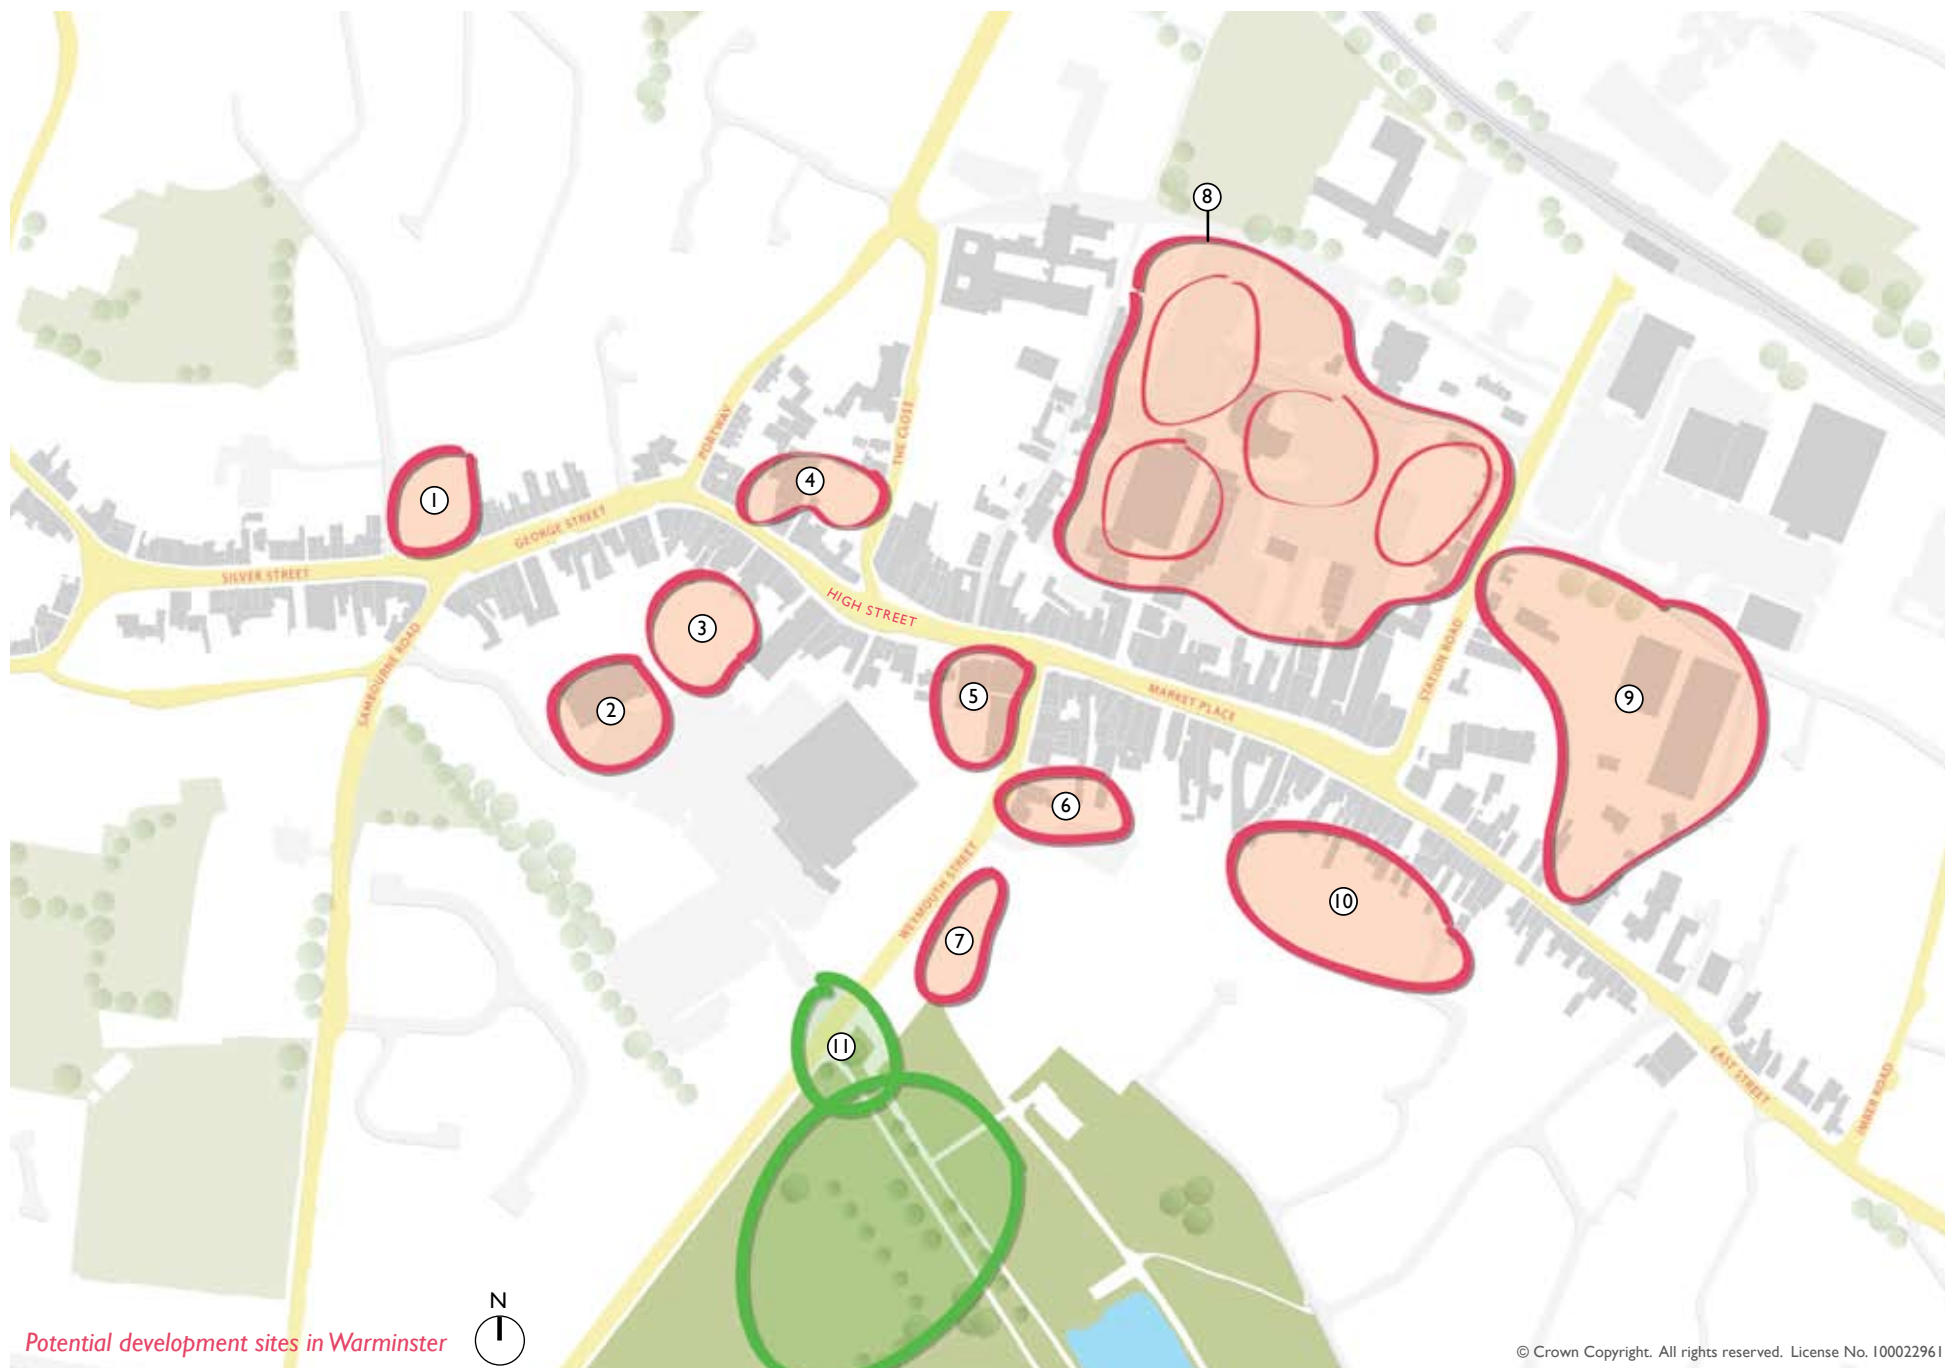 8
PORTWAY
THE CLOSE
4
1
GEORGE STREET
SILVER STREET
HIGH STREET
3
SAMBOURNE ROAD
2
5
MARKET PLACE
STATION ROAD
9
6
WEYMOUTH STREET
7
10
11
EAST STREET
IMBER ROAD
N
Potential development sites in Warminster
© Crown Copyright. All rights reserved. License No. 100022961